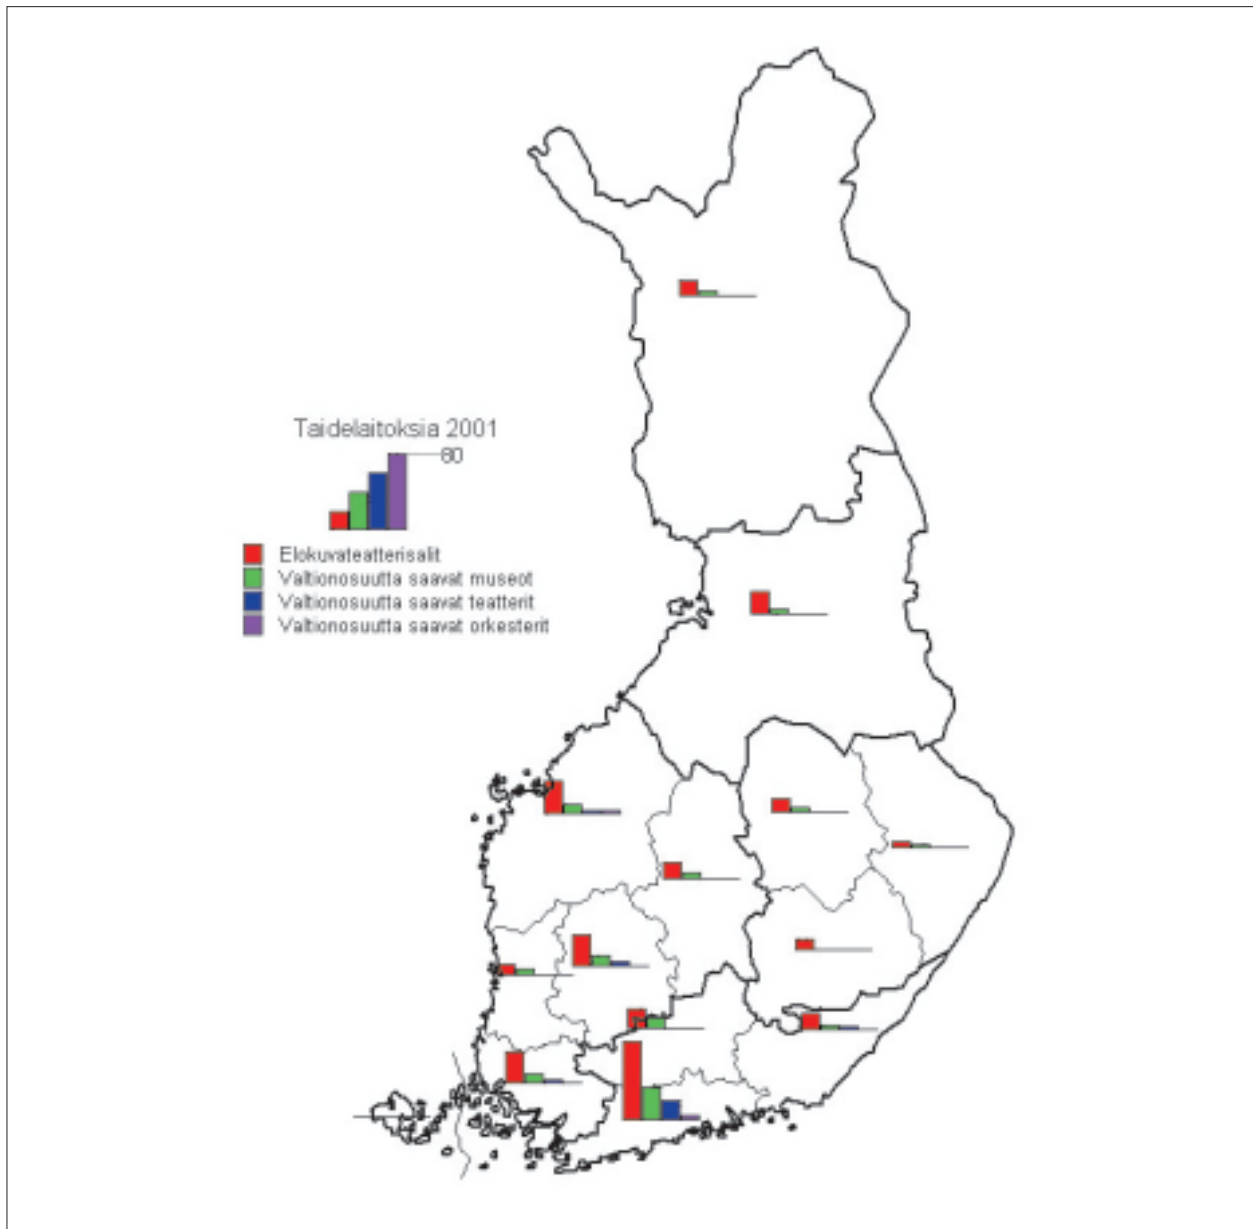 Taidelaitoksia 2001
80
Elokuvateatterisalit
Valtionosuutta saavat museot
Valtionosuutta saavat teatterit
Valtionosuutta saavat orkesterit